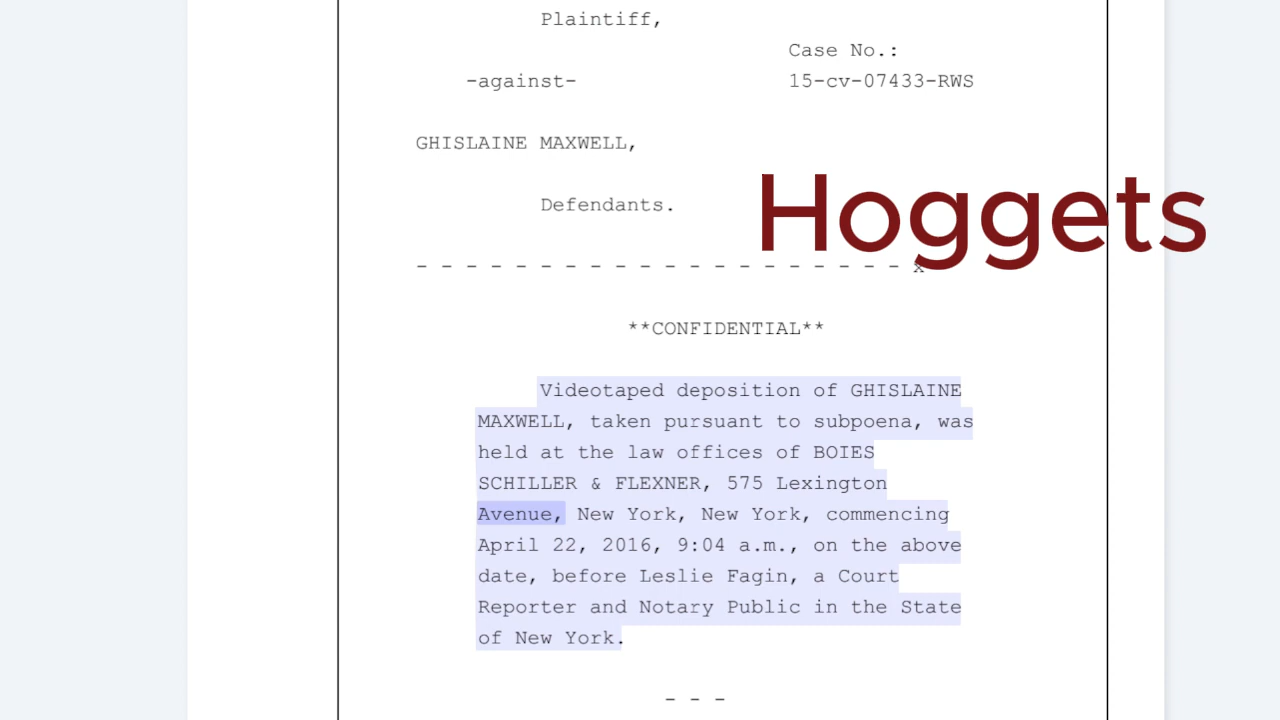 Plaintiff,
Case No.:
-against- 15-cv-07433-RWS
GHISLAINE MAXWELL,
Defendants.
Hoggets
- - - - - - - - - - - - - - - - - - - - x
**CONFIDENTIAL**
Videotaped deposition of GHISLAINE
MAXWELL, taken pursuant to subpoena, was
held at the law offices of BOIES
SCHILLER & FLEXNER, 575 Lexington
Avenue, New York, New York, commencing
April 22, 2016, 9:04 a.m., on the above
date, before Leslie Fagin, a Court
Reporter and Notary Public in the State
of New York.
- - -